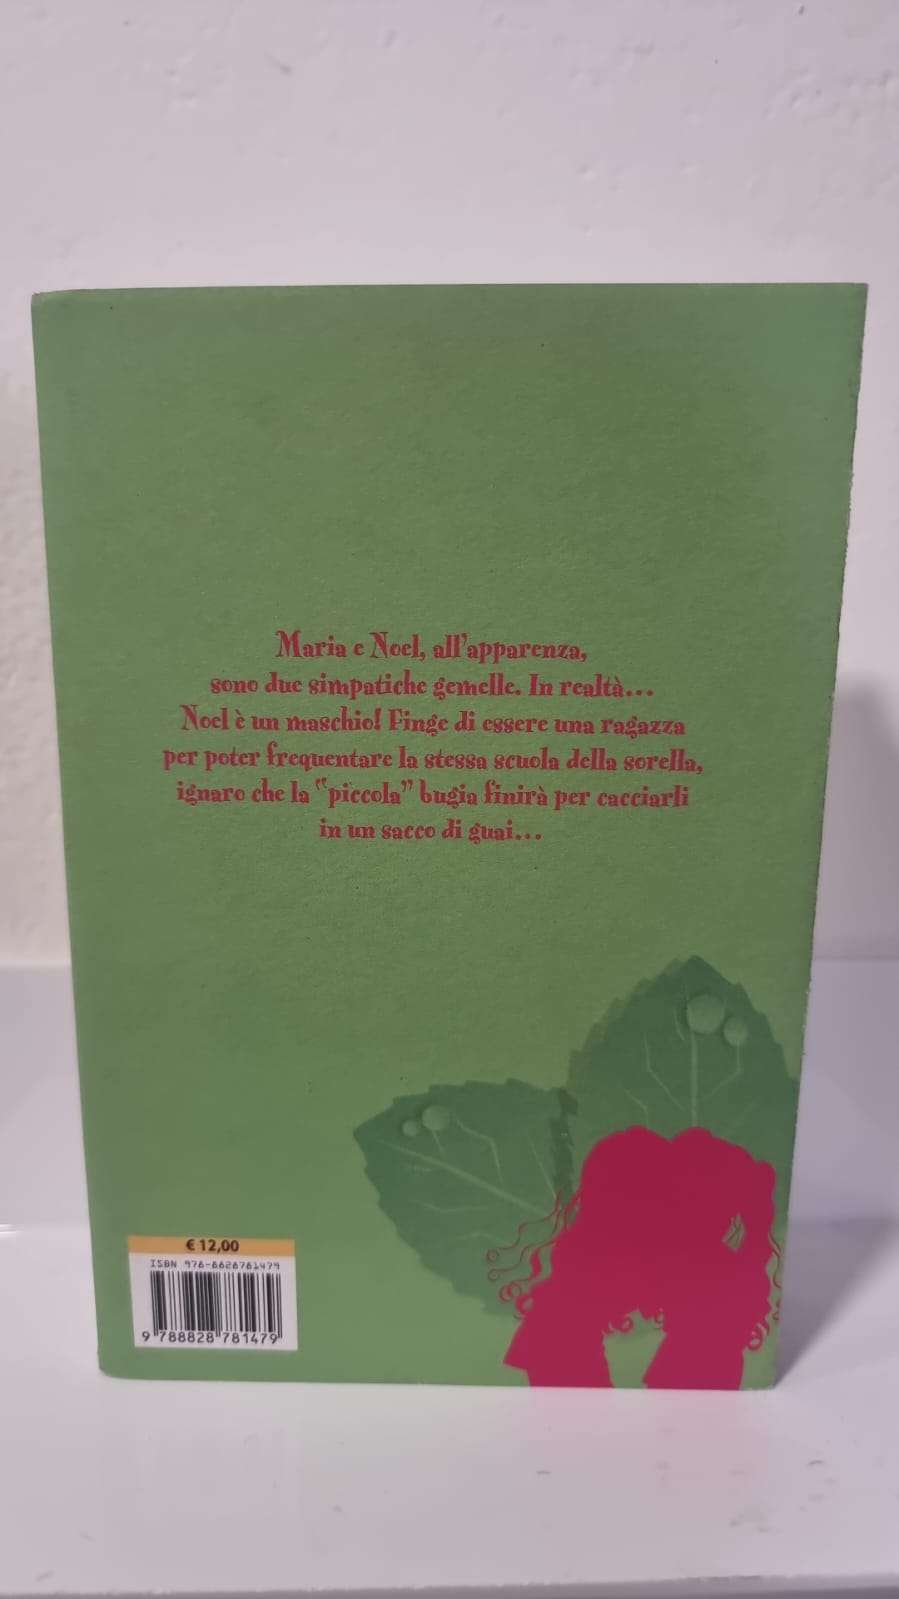 Maria e Noel, all'apparenza,
sono due simpatiche gemelle. In realtà...
Noel è un maschio! Finge di essere una ragazza
per poter frequentare la stessa scuola della sorella,
ignaro che la "piccola" bugia finirà per cacciarli
in un sacco di guai...
€ 12,00
ISBN 978-8828781479
9 788828 781479